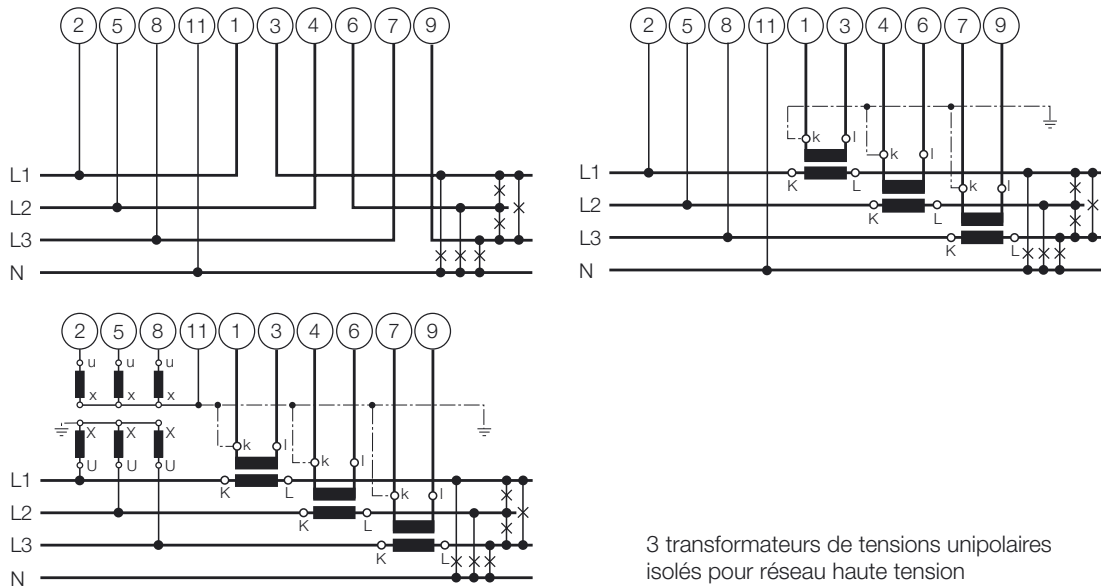 2 5 8 11 1 3 4 6 7 9
L1
L2
L3
N
2 5 8 11 1 3 4 6 7 9
k l
k l
k l
L1 K L
L2 K L
L3 K L
N
2 5 8 11 1 3 4 6 7 9
u u u
x x x
X X X
U U U
k l
k l
k l
L1 K L
L2 K L
L3 K L
N
3 transformateurs de tensions unipolaires
isolés pour réseau haute tension